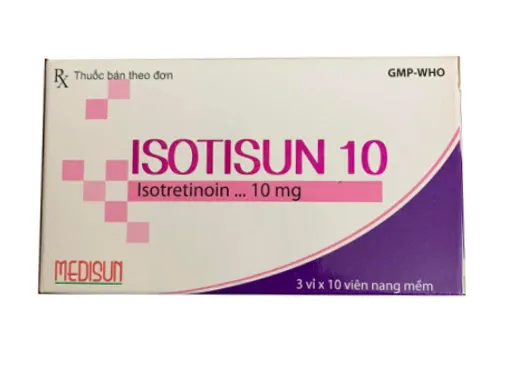 Rx Thuốc bán theo đơn
GMP-WHO
ISOTISUN 10
Isotretinoin ... 10 mg
MEDISUN
3 vỉ x 10 viên nang mềm